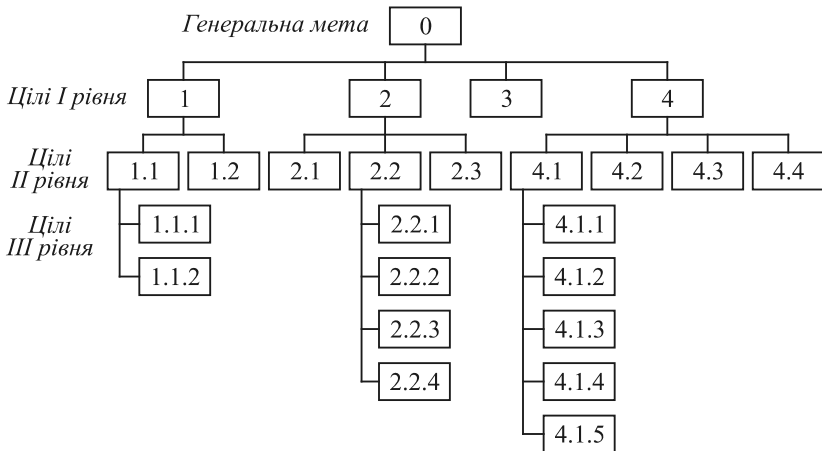 Генеральна мета 0
Цілі I рівня 1 2 3 4
Цілі
II рівня 1.1 1.2 2.1 2.2 2.3 4.1 4.2 4.3 4.4
Цілі
III рівня
1.1.1 2.2.1 4.1.1
1.1.2 2.2.2 4.1.2
2.2.3 4.1.3
2.2.4 4.1.4
4.1.5